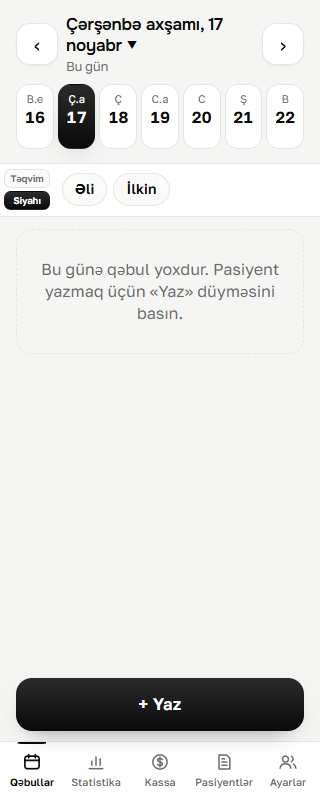 ‹
Çərşənbə axşamı, 17
noyabr ▼
Bu gün
›
B.e Ç.a Ç C.a C Ş B
16 17 18 19 20 21 22
Təqvim
Siyahı
Əli İlkin
Bu günə qəbul yoxdur. Pasiyent
yazmaq üçün «Yaz» düyməsini
basın.
+ Yaz
Qəbullar Statistika Kassa Pasiyentlər Ayarlar